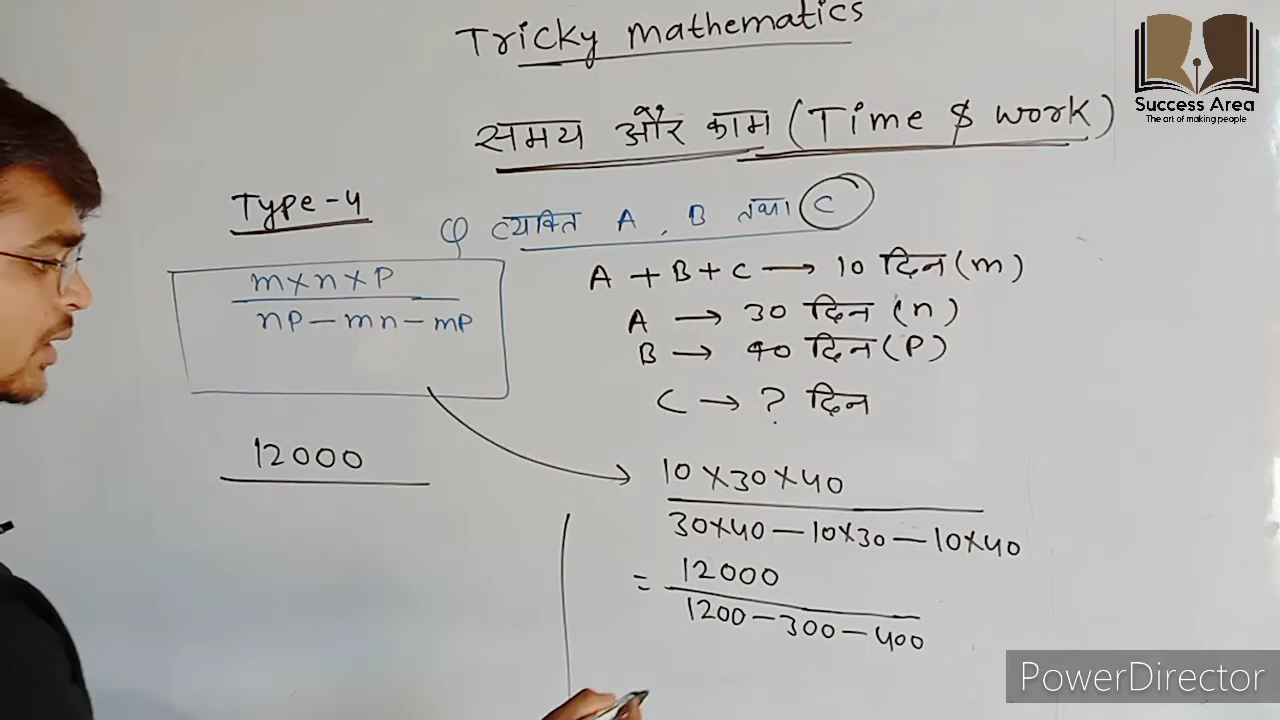 Tricky mathematics
Success Area
The art of making people
समय और काम (Time & work)
Type-4
व्यक्ति A, B तथा C
m×n×P
np-mn-mp
A + B + C → 10 दिन (m)
A → 30 दिन (n)
B → 40 दिन (P)
C → ? दिन
12000
10×30×40
30×40-10×30-10×40
= 12000
1200-300-400
PowerDirector